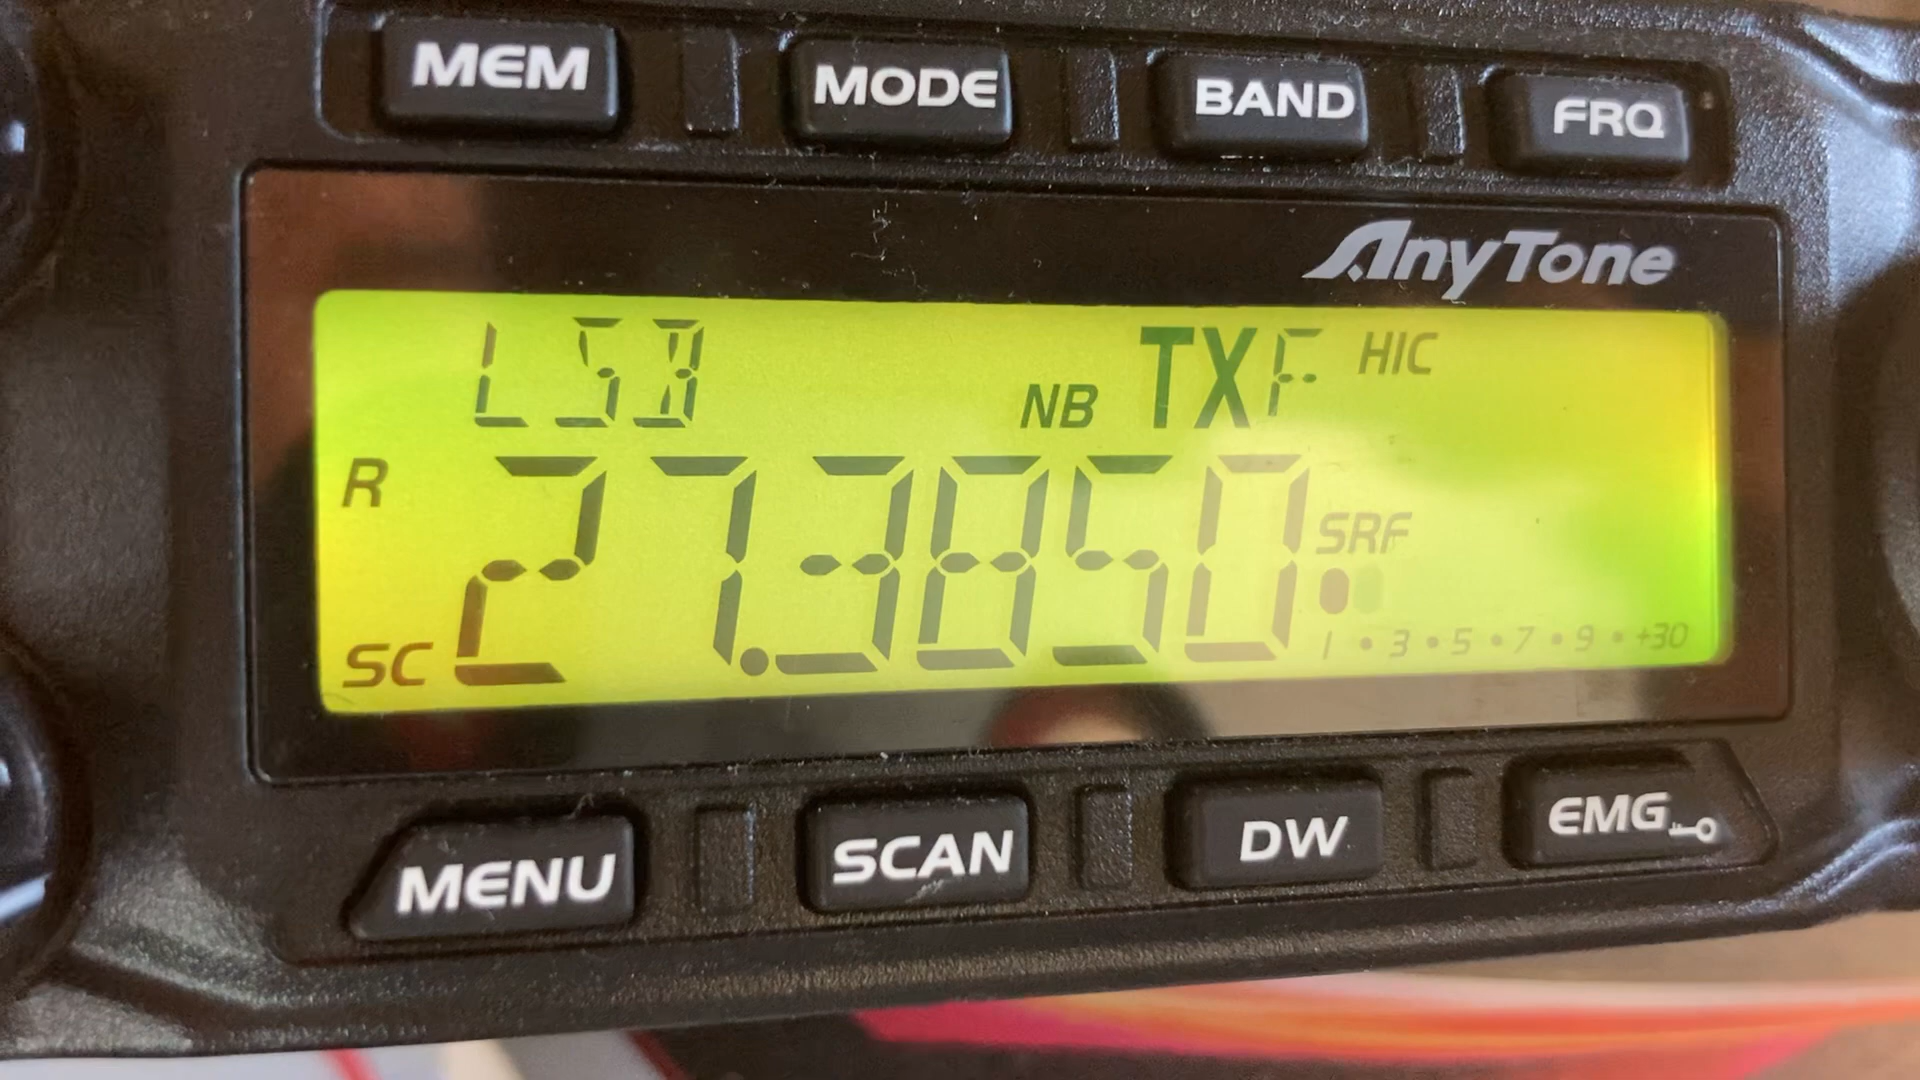 MEM MODE BAND FRQ
AnyTone
LSB NB TX F HIC
R 27.3850 SRF
SC 1 • 3 • 5 • 7 • 9 • +30
MENU SCAN DW EMG